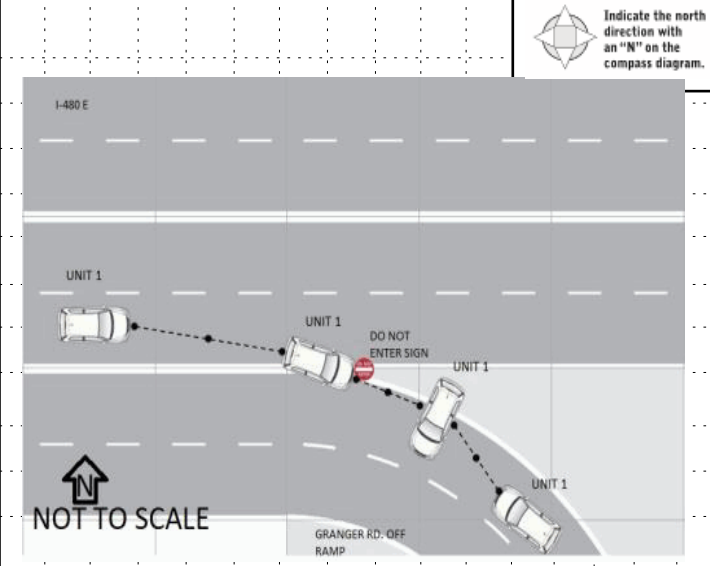 Indicate the north
direction with
an "N" on the
compass diagram.
I-480 E
UNIT 1
UNIT 1
DO NOT
ENTER SIGN
UNIT 1
UNIT 1
N
NOT TO SCALE
GRANGER RD. OFF
RAMP